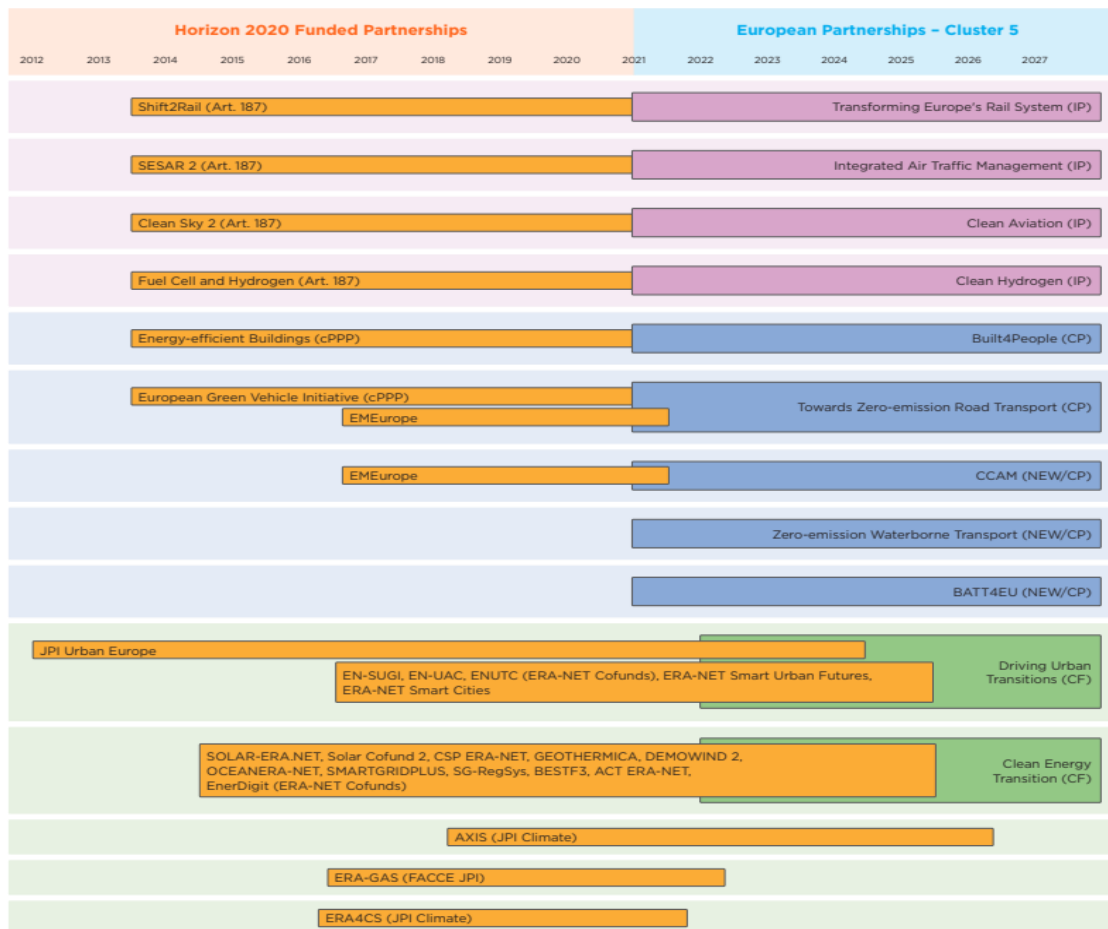 Horizon 2020 Funded Partnerships
European Partnerships – Cluster 5
2012 2013 2014 2015 2016 2017 2018 2019 2020 2021 2022 2023 2024 2025 2026 2027
Shift2Rail (Art. 187)
Transforming Europe's Rail System (IP)
SESAR 2 (Art. 187)
Integrated Air Traffic Management (IP)
Clean Sky 2 (Art. 187)
Clean Aviation (IP)
Fuel Cell and Hydrogen (Art. 187)
Clean Hydrogen (IP)
Energy-efficient Buildings (cPPP)
Built4People (CP)
European Green Vehicle Initiative (cPPP)
EMEurope
Towards Zero-emission Road Transport (CP)
EMEurope
CCAM (NEW/CP)
Zero-emission Waterborne Transport (NEW/CP)
BATT4EU (NEW/CP)
JPI Urban Europe
EN-SUGI, EN-UAC, ENUTC (ERA-NET Cofunds), ERA-NET Smart Urban Futures,
ERA-NET Smart Cities
Driving Urban
Transitions (CF)
SOLAR-ERA.NET, Solar Cofund 2, CSP ERA-NET, GEOTHERMICA, DEMOWIND 2,
OCEANERA-NET, SMARTGRIDPLUS, SG-RegSys, BESTF3, ACT ERA-NET,
EnerDigit (ERA-NET Cofunds)
Clean Energy
Transition (CF)
AXIS (JPI Climate)
ERA-GAS (FACCE JPI)
ERA4CS (JPI Climate)